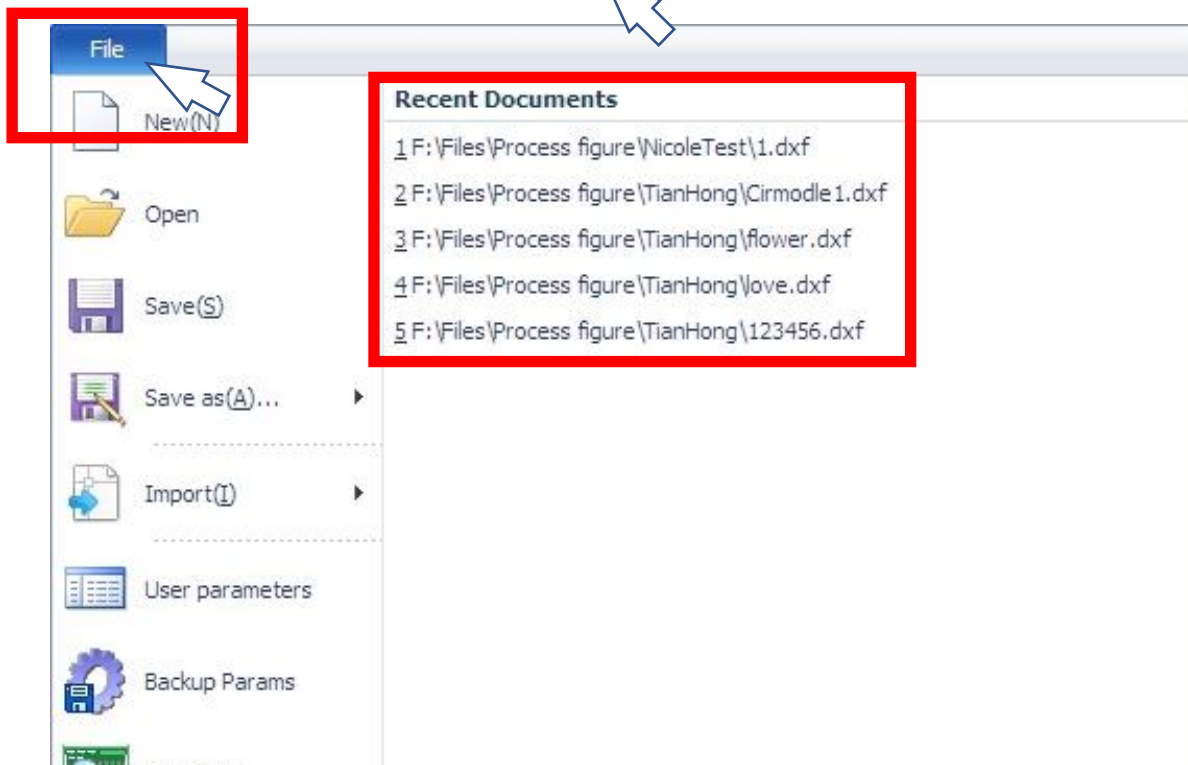 File
New(N)
Open
Save(S)
Save as(A)...
Import(I)
User parameters
Backup Params
Recent Documents
1 F:\Files\Process figure\NicoleTest\1.dxf
2 F:\Files\Process figure\TianHong\Cirmodle1.dxf
3 F:\Files\Process figure\TianHong\flower.dxf
4 F:\Files\Process figure\TianHong\love.dxf
5 F:\Files\Process figure\TianHong\123456.dxf